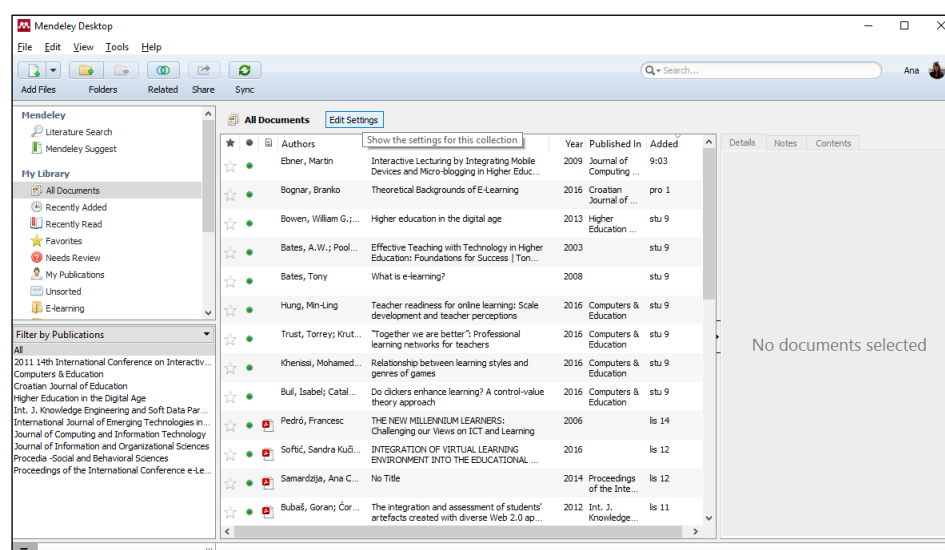 Mendeley Desktop
File Edit View Tools Help
Search...
Ana
Add Files Folders Related Share Sync
Mendeley
Literature Search
Mendeley Suggest
My Library
All Documents
Recently Added
Recently Read
Favorites
Needs Review
My Publications
Unsorted
E-learning
Filter by Publications
All
2011 14th International Conference on Interactiv...
Computers & Education
Croatian Journal of Education
Higher Education in the Digital Age
Int. J. Knowledge Engineering and Soft Data Par...
International Journal of Emerging Technologies in...
Journal of Computing and Information Technology
Journal of Information and Organizational Sciences
Procedia -Social and Behavioral Sciences
Proceedings of the International Conference e-Le...
All Documents Edit Settings
Show the settings for this collection
Authors Year Published In Added
Ebner, Martin Interactive Lecturing by Integrating Mobile 2009 Journal of 9:03
Devices and Micro-blogging in Higher Educ... Computing ...
Bognar, Branko Theoretical Backgrounds of E-Learning 2016 Croatian pro 1
Journal of ...
Bowen, William G.;... Higher education in the digital age 2013 Higher stu 9
Education ...
Bates, A.W.; Pool... Effective Teaching with Technology in Higher 2003 stu 9
Education: Foundations for Success | Ton...
Bates, Tony What is e-learning? 2008 stu 9
Hung, Min-Ling Teacher readiness for online learning: Scale 2016 Computers & stu 9
development and teacher perceptions Education
Trust, Torrey; Krut... "Together we are better": Professional 2016 Computers & stu 9
learning networks for teachers Education
Khenissi, Mohamed... Relationship between learning styles and 2016 Computers & stu 9
genres of games Education
Buil, Isabel; Catal... Do clickers enhance learning? A control-value 2016 Computers & stu 9
theory approach Education
Pedró, Francesc THE NEW MILLENNIUM LEARNERS: 2006 lis 14
Challenging our Views on ICT and Learning
Softić, Sandra Kuči... INTEGRATION OF VIRTUAL LEARNING 2016 lis 12
ENVIRONMENT INTO THE EDUCATIONAL ...
Samardzija, Ana C... No Title 2014 Proceedings lis 12
of the Inte...
Bubaš, Goran; Ćor... The integration and assessment of students' 2012 Int. J. lis 11
artefacts created with diverse Web 2.0 ap... Knowledge...
Details Notes Contents
No documents selected